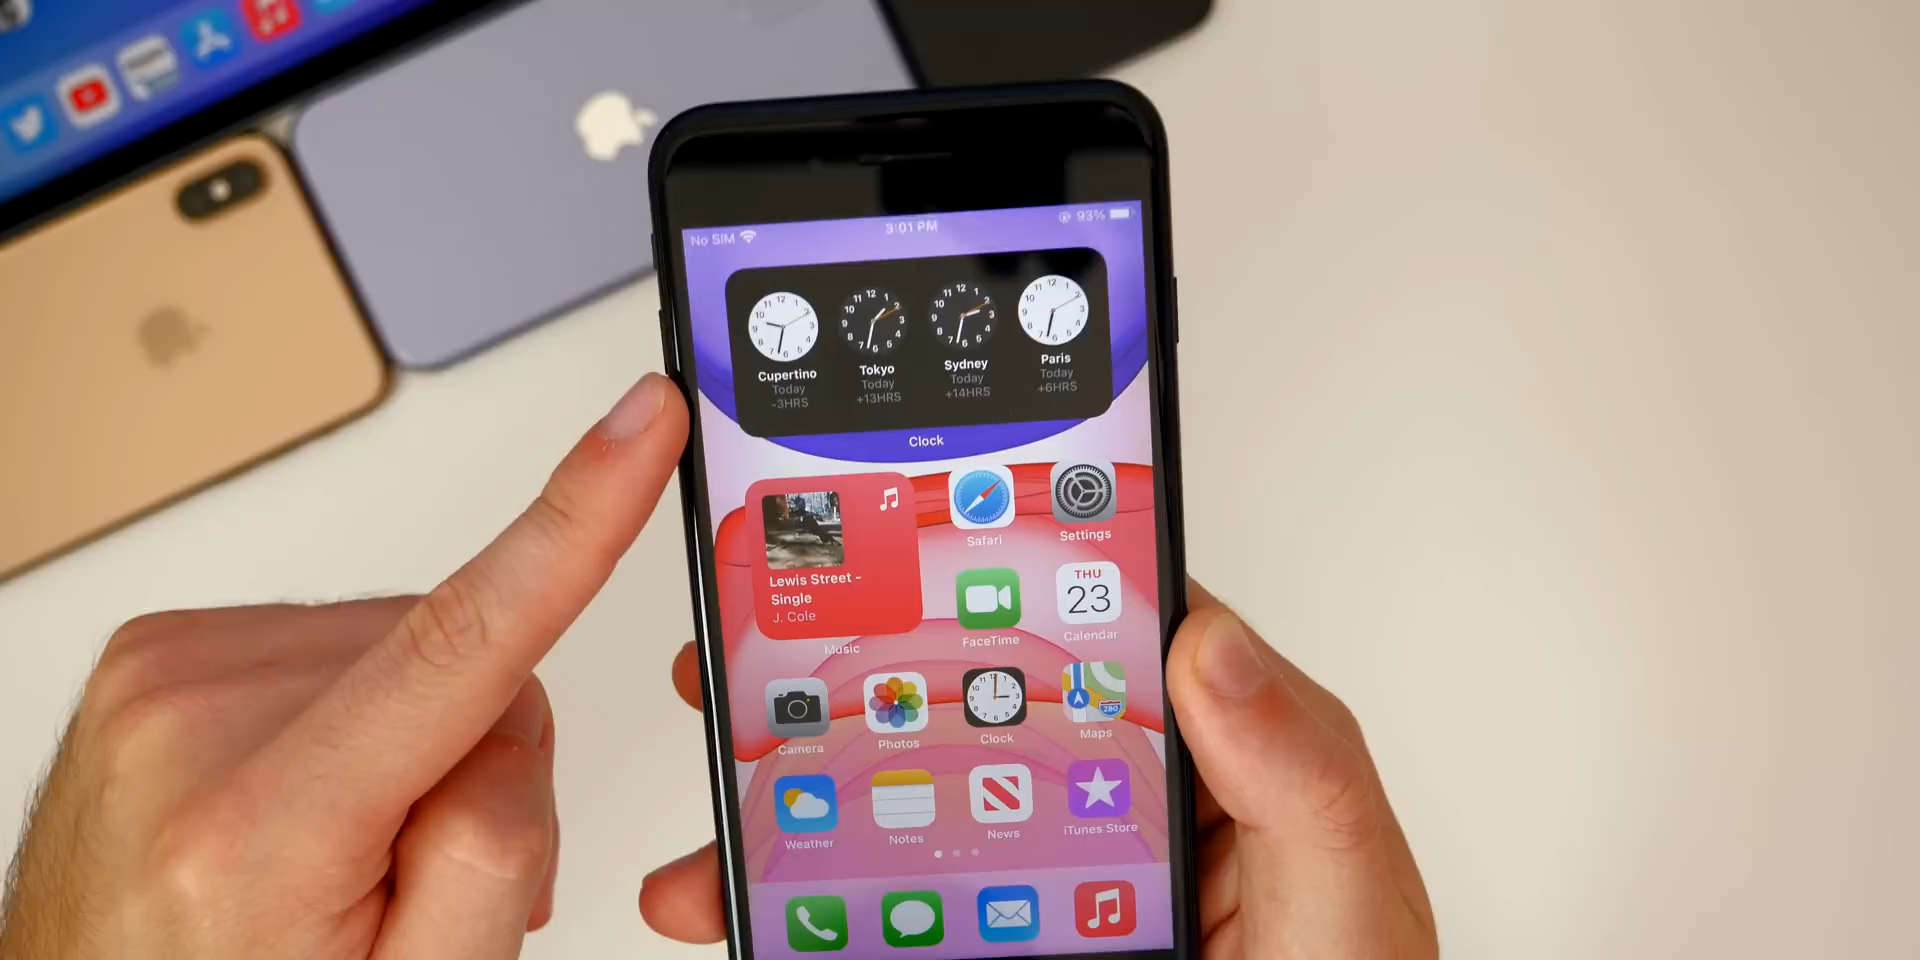 No SIM
3:01 PM
93%
Cupertino
Today
-3HRS
Tokyo
Today
+13HRS
Sydney
Today
+14HRS
Paris
Today
+6HRS
Clock
Lewis Street -
Single
J. Cole
Music
Safari
Settings
FaceTime
THU
23
Calendar
Camera
Photos
Clock
280
Maps
Weather
Notes
News
iTunes Store